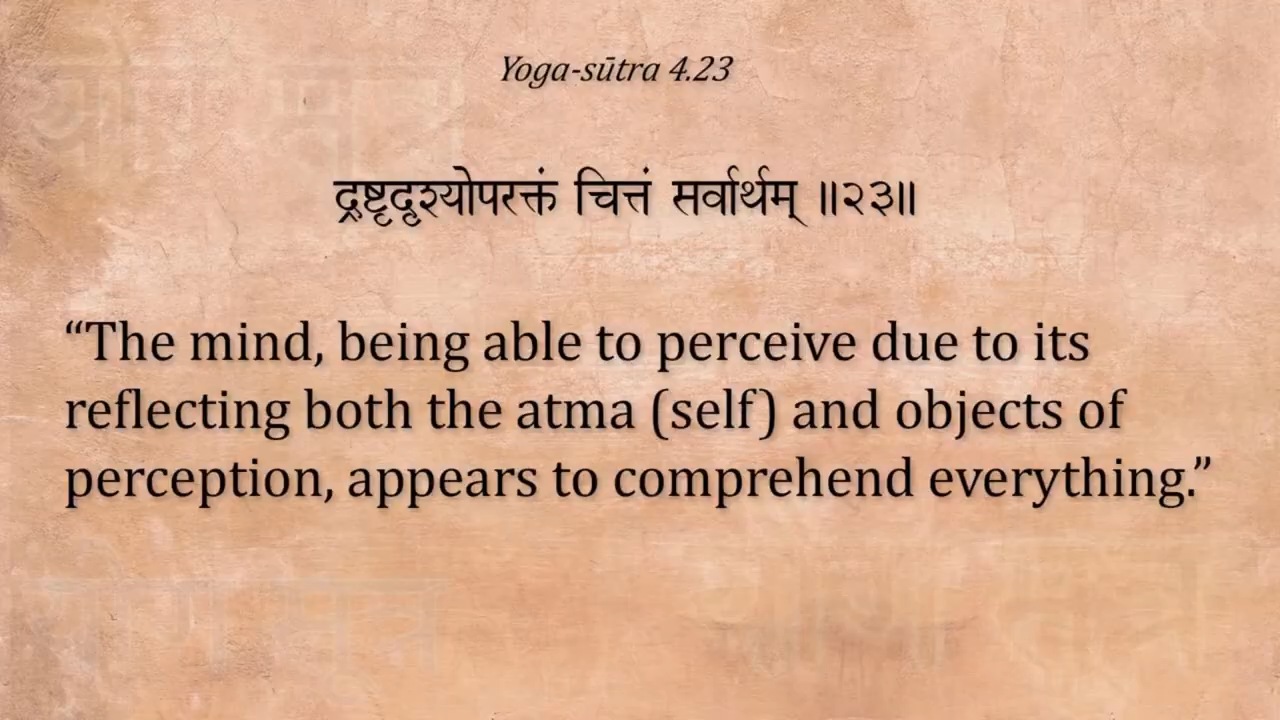 Yoga-sūtra 4.23
द्रष्टृदृश्योपरक्तं चित्तं सर्वार्थम् ॥२३॥
“The mind, being able to perceive due to its
reflecting both the atma (self) and objects of
perception, appears to comprehend everything.”